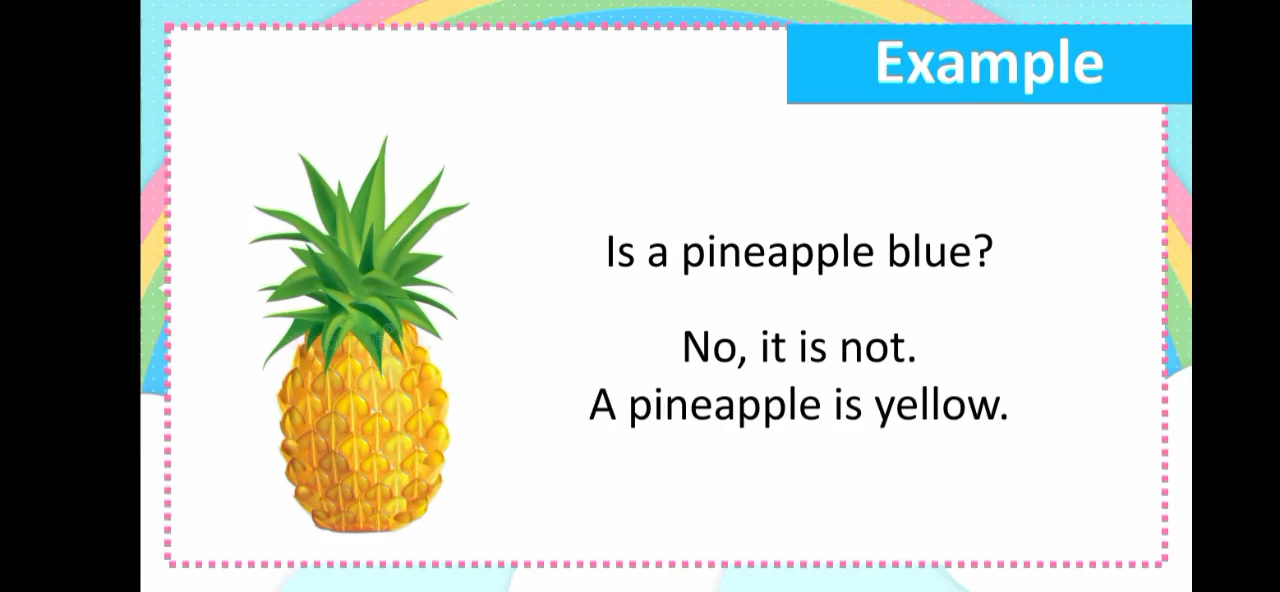 Example
Is a pineapple blue?
No, it is not.
A pineapple is yellow.